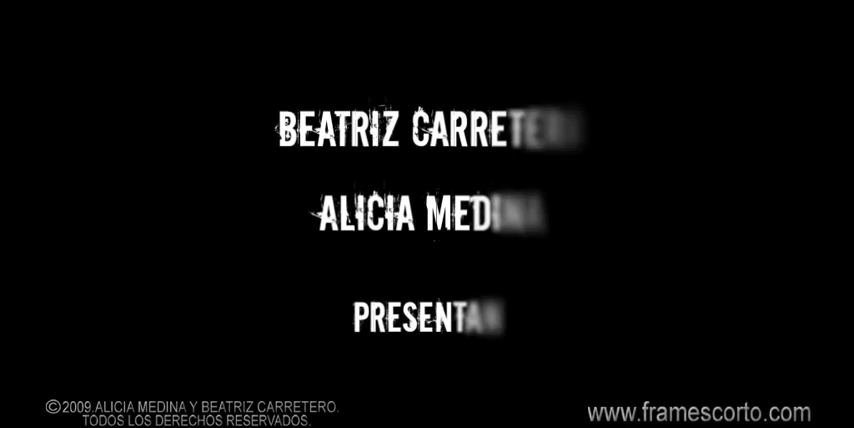 BEATRIZ CARRETERO
ALICIA MEDINA
PRESENTAN
©2009.ALICIA MEDINA Y BEATRIZ CARRETERO.
TODOS LOS DERECHOS RESERVADOS.
www.framescorto.com